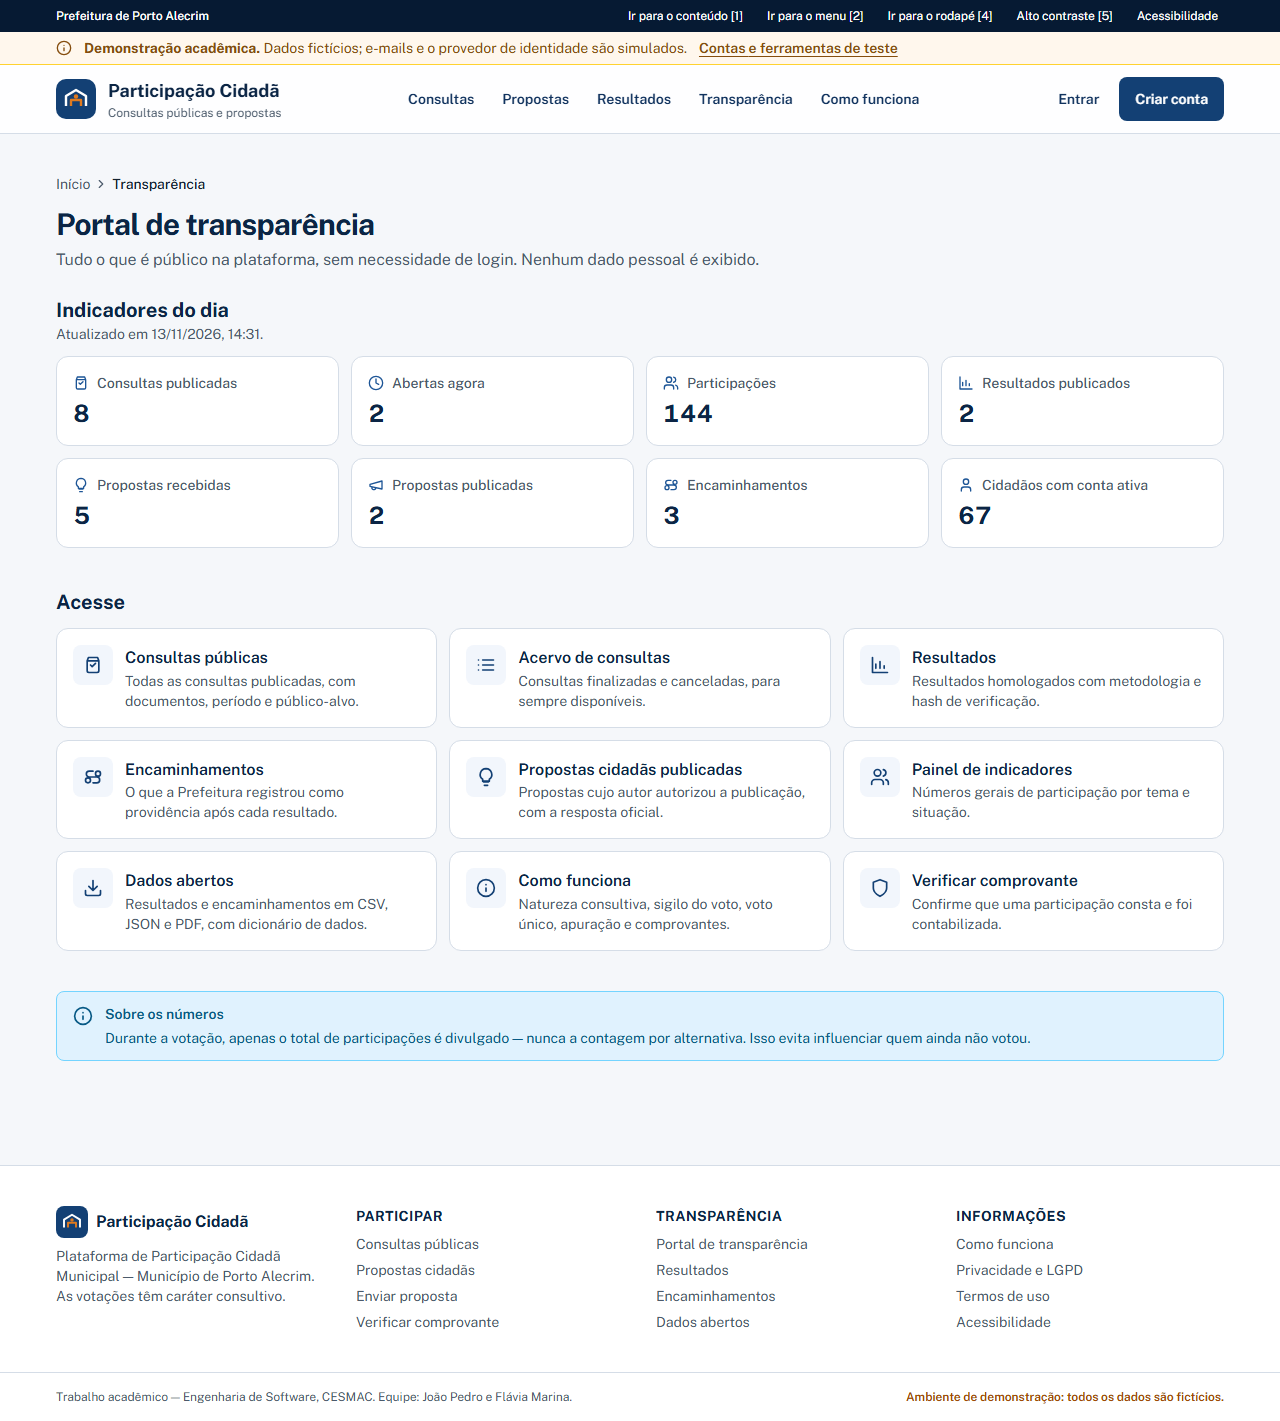 Prefeitura de Porto Alecrim
Ir para o conteúdo [1] Ir para o menu [2] Ir para o rodapé [4] Alto contraste [5] Acessibilidade
Demonstração acadêmica. Dados fictícios; e-mails e o provedor de identidade são simulados. Contas e ferramentas de teste
Participação Cidadã
Consultas públicas e propostas
Consultas Propostas Resultados Transparência Como funciona
Entrar Criar conta
Início > Transparência
Portal de transparência
Tudo o que é público na plataforma, sem necessidade de login. Nenhum dado pessoal é exibido.
Indicadores do dia
Atualizado em 13/11/2026, 14:31.
Consultas publicadas
8
Abertas agora
2
Participações
144
Resultados publicados
2
Propostas recebidas
5
Propostas publicadas
2
Encaminhamentos
3
Cidadãos com conta ativa
67
Acesse
Consultas públicas
Todas as consultas publicadas, com
documentos, período e público-alvo.
Acervo de consultas
Consultas finalizadas e canceladas, para
sempre disponíveis.
Resultados
Resultados homologados com metodologia e
hash de verificação.
Encaminhamentos
O que a Prefeitura registrou como
providência após cada resultado.
Propostas cidadãs publicadas
Propostas cujo autor autorizou a publicação,
com a resposta oficial.
Painel de indicadores
Números gerais de participação por tema e
situação.
Dados abertos
Resultados e encaminhamentos em CSV,
JSON e PDF, com dicionário de dados.
Como funciona
Natureza consultiva, sigilo do voto, voto
único, apuração e comprovantes.
Verificar comprovante
Confirme que uma participação consta e foi
contabilizada.
Sobre os números
Durante a votação, apenas o total de participações é divulgado — nunca a contagem por alternativa. Isso evita influenciar quem ainda não votou.
Participação Cidadã
Plataforma de Participação Cidadã
Municipal — Município de Porto Alecrim.
As votações têm caráter consultivo.
PARTICIPAR
Consultas públicas
Propostas cidadãs
Enviar proposta
Verificar comprovante
TRANSPARÊNCIA
Portal de transparência
Resultados
Encaminhamentos
Dados abertos
INFORMAÇÕES
Como funciona
Privacidade e LGPD
Termos de uso
Acessibilidade
Trabalho acadêmico — Engenharia de Software, CESMAC. Equipe: João Pedro e Flávia Marina.
Ambiente de demonstração: todos os dados são fictícios.